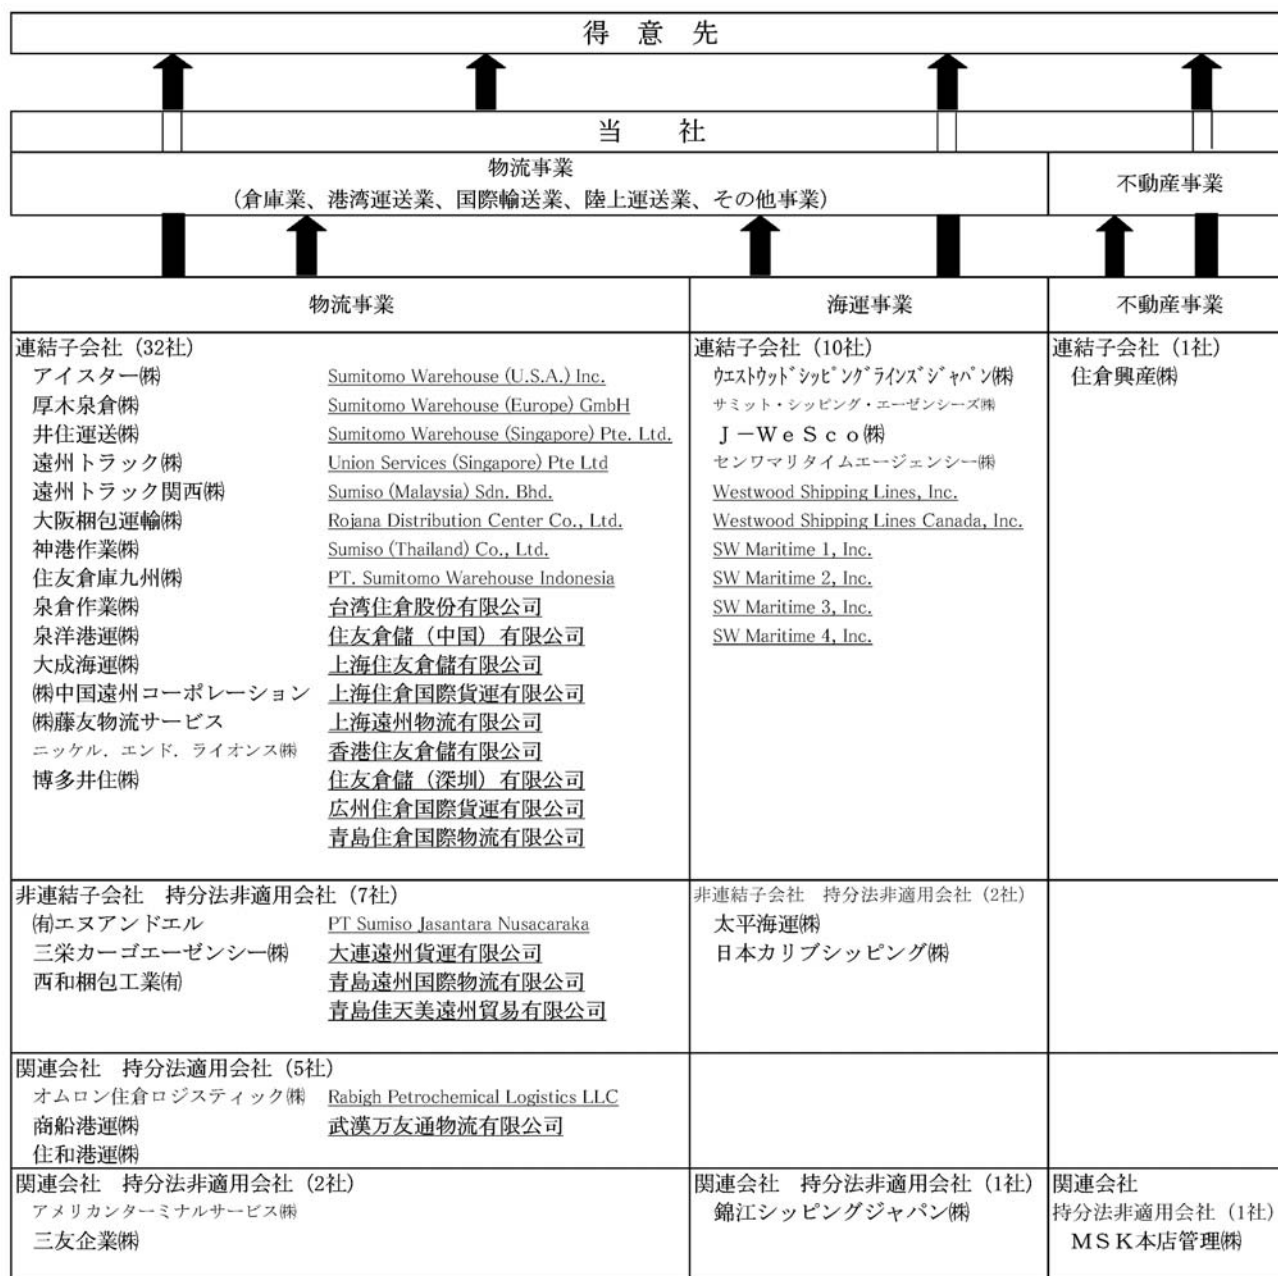 得　意　先
当　　社
物流事業
（倉庫業、港湾運送業、国際輸送業、陸上運送業、その他事業）
不動産事業
物流事業
海運事業
不動産事業
連結子会社（32社）
アイスター㈱
厚木泉倉㈱
井住運送㈱
遠州トラック㈱
遠州トラック関西㈱
大阪梱包運輸㈱
神港作業㈱
住友倉庫九州㈱
泉倉作業㈱
泉洋港運㈱
大成海運㈱
㈱中国遠州コーポレーション
㈱藤友物流サービス
ニッケル．エンド．ライオンス㈱
博多井住㈱
Sumitomo Warehouse (U.S.A.) Inc.
Sumitomo Warehouse (Europe) GmbH
Sumitomo Warehouse (Singapore) Pte. Ltd.
Union Services (Singapore) Pte Ltd
Sumiso (Malaysia) Sdn. Bhd.
Rojana Distribution Center Co., Ltd.
Sumiso (Thailand) Co., Ltd.
PT. Sumitomo Warehouse Indonesia
台湾住倉股份有限公司
住友倉儲（中国）有限公司
上海住友倉儲有限公司
上海住倉国際貨運有限公司
上海遠州物流有限公司
香港住友倉儲有限公司
住友倉儲（深圳）有限公司
広州住倉国際貨運有限公司
青島住倉国際物流有限公司
連結子会社（10社）
ｳｴｽﾄｳｯﾄﾞｼｯﾋﾟﾝｸﾞﾗｲﾝｽﾞｼﾞｬﾊﾟﾝ㈱
サミット・シッピング・エーゼンシーズ㈱
Ｊ－ＷｅＳｃｏ㈱
センワマリタイムエージェンシー㈱
Westwood Shipping Lines, Inc.
Westwood Shipping Lines Canada, Inc.
SW Maritime 1, Inc.
SW Maritime 2, Inc.
SW Maritime 3, Inc.
SW Maritime 4, Inc.
連結子会社（1社）
住倉興産㈱
非連結子会社　持分法非適用会社（7社）
㈲エヌアンドエル
三栄カーゴエーゼンシー㈱
西和梱包工業㈲
PT Sumiso Jasantara Nusacaraka
大連遠州貨運有限公司
青島遠州国際物流有限公司
青島佳天美遠州貿易有限公司
非連結子会社　持分法非適用会社（2社）
太平海運㈱
日本カリブシッピング㈱
関連会社　持分法適用会社（5社）
オムロン住倉ロジスティック㈱
商船港運㈱
住和港運㈱
Rabigh Petrochemical Logistics LLC
武漢万友通物流有限公司
関連会社　持分法非適用会社（2社）
アメリカンターミナルサービス㈱
三友企業㈱
関連会社　持分法非適用会社（1社）
錦江シッピングジャパン㈱
関連会社
持分法非適用会社（1社）
ＭＳＫ本店管理㈱